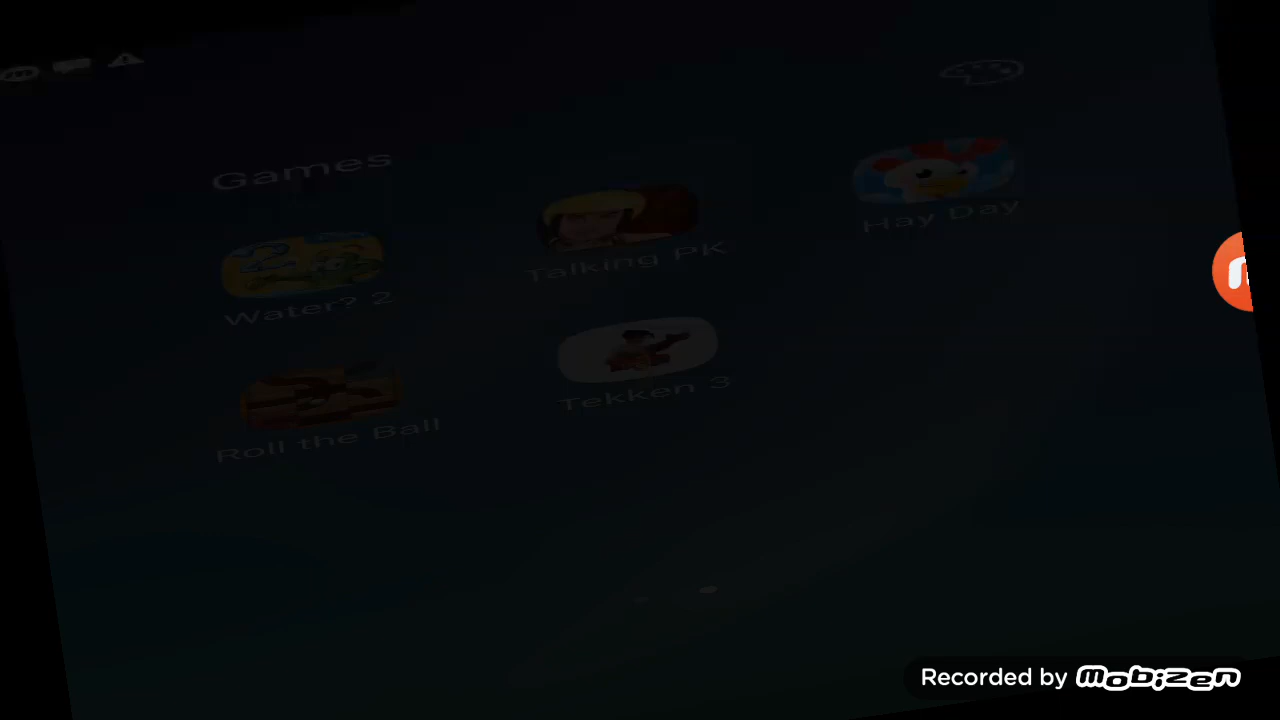 Games
Water? 2
Talking PK
Hay Day
Roll the Ball
Tekken 3
Recorded by mobizen